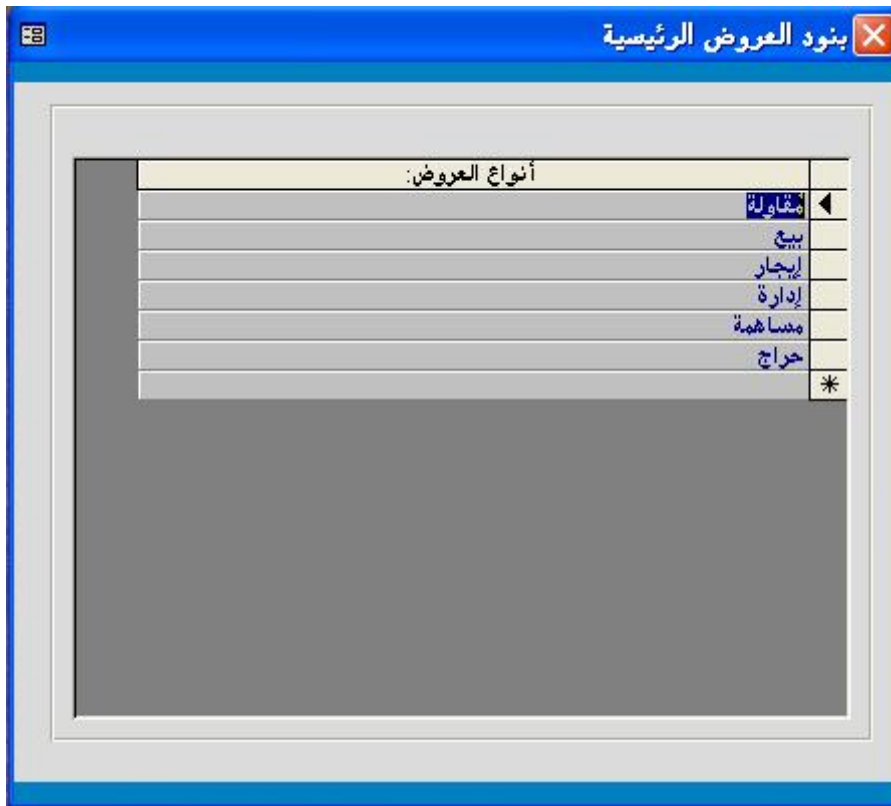 بنود العروض الرئيسية
أنواع العروض:
مقاولة
بيع
إيجار
إدارة
مساهمة
حراج